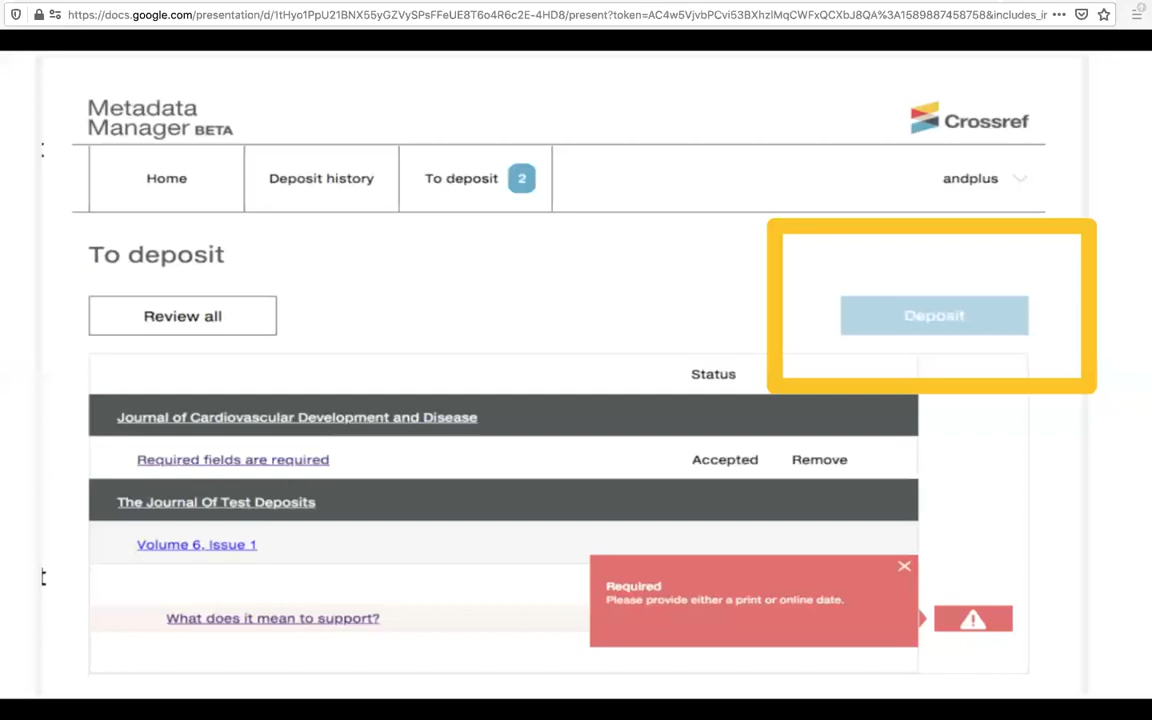 https://docs.google.com/presentation/d/1tHyo1PpU21BNX55yGZVySPsFFeUE8T6o4R6c2E-4HD8/present?token=AC4w5VjvbPCvi53BXhzlMqCWFxQCXbJ8QA%3A1589887458758&includes_ir
Metadata
Manager BETA
Crossref
Home
Deposit history
To deposit 2
andplus
To deposit
Review all
Deposit
Status
Journal of Cardiovascular Development and Disease
Required fields are required
Accepted
Remove
The Journal Of Test Deposits
Volume 6, Issue 1
Required
Please provide either a print or online date.
What does it mean to support?